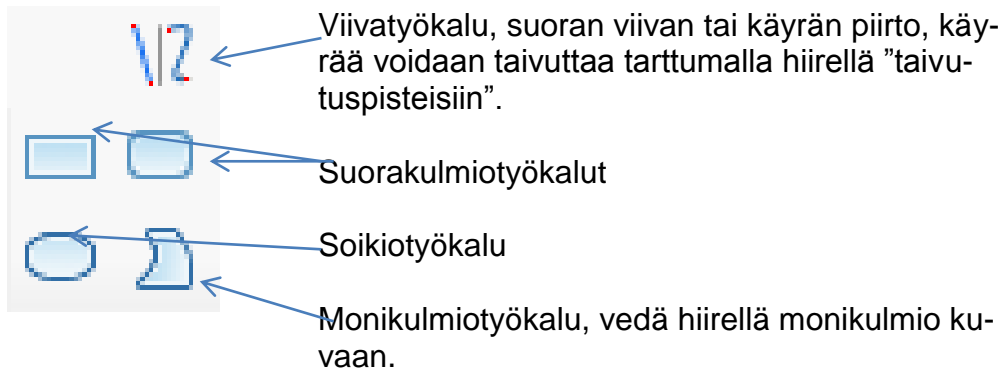 Viivatyökalu, suoran viivan tai käyrän piirto, käy-
rää voidaan taivuttaa tarttumalla hiirellä ”taivu-
tuspisteisiin”.
Suorakulmiotyökalut
Soikiotyökalu
Monikulmiotyökalu, vedä hiirellä monikulmio ku-
vaan.